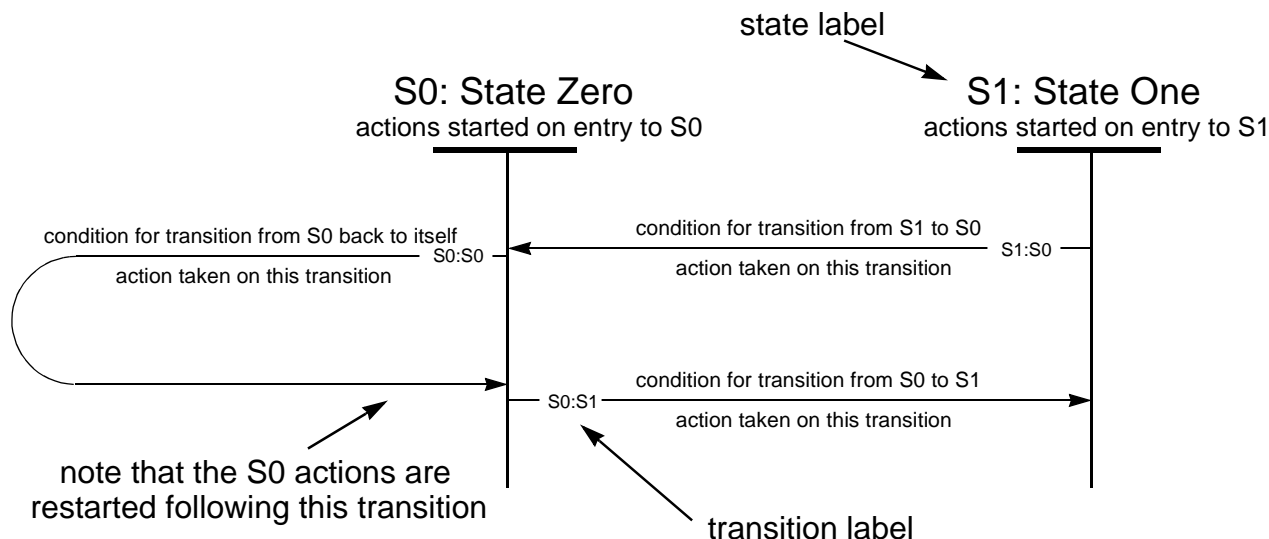 state label
S0: State Zero
actions started on entry to S0
S1: State One
actions started on entry to S1
condition for transition from S0 back to itself
S0:S0
action taken on this transition
condition for transition from S1 to S0
S1:S0
action taken on this transition
condition for transition from S0 to S1
S0:S1
action taken on this transition
note that the S0 actions are
restarted following this transition
transition label